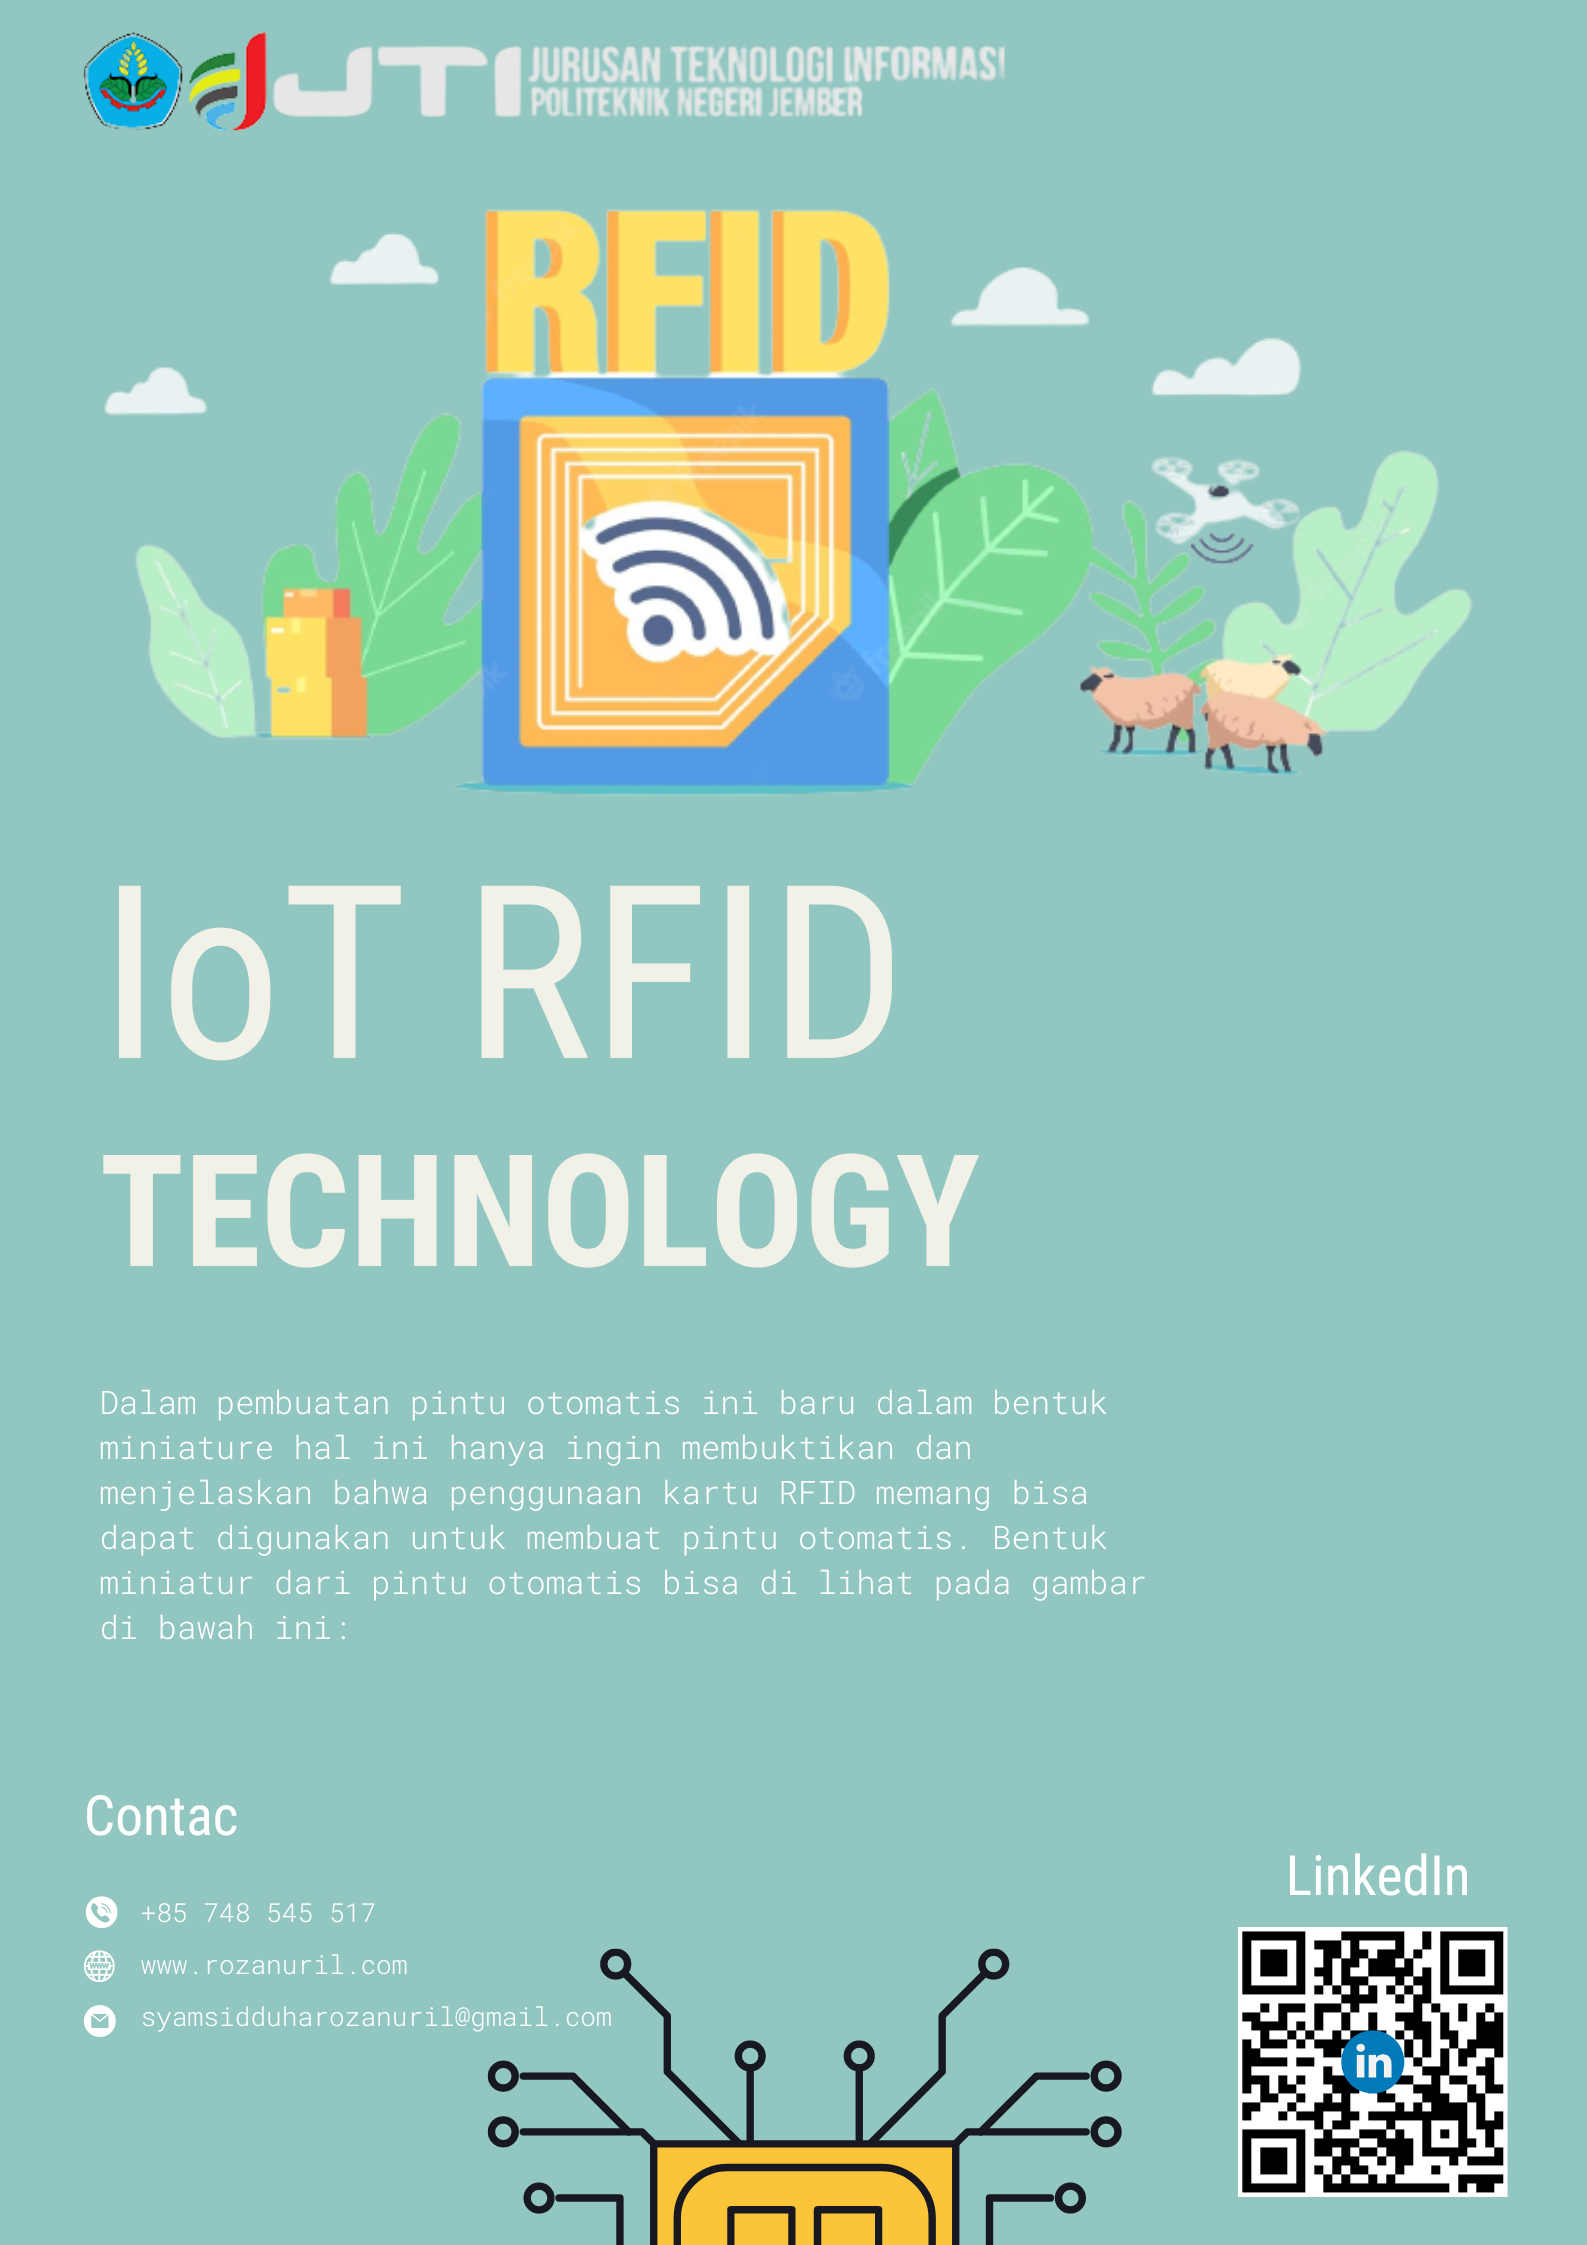 JTI JURUSAN TEKNOLOGI INFORMASI
POLITEKNIK NEGERI JEMBER
RFID
IoT RFID
TECHNOLOGY
Dalam pembuatan pintu otomatis ini baru dalam bentuk
miniature hal ini hanya ingin membuktikan dan
menjelaskan bahwa penggunaan kartu RFID memang bisa
dapat digunakan untuk membuat pintu otomatis. Bentuk
miniatur dari pintu otomatis bisa di lihat pada gambar
di bawah ini:
Contac
+85 748 545 517
www.rozanuril.com
syamsidduharozanuril@gmail.com
LinkedIn
in